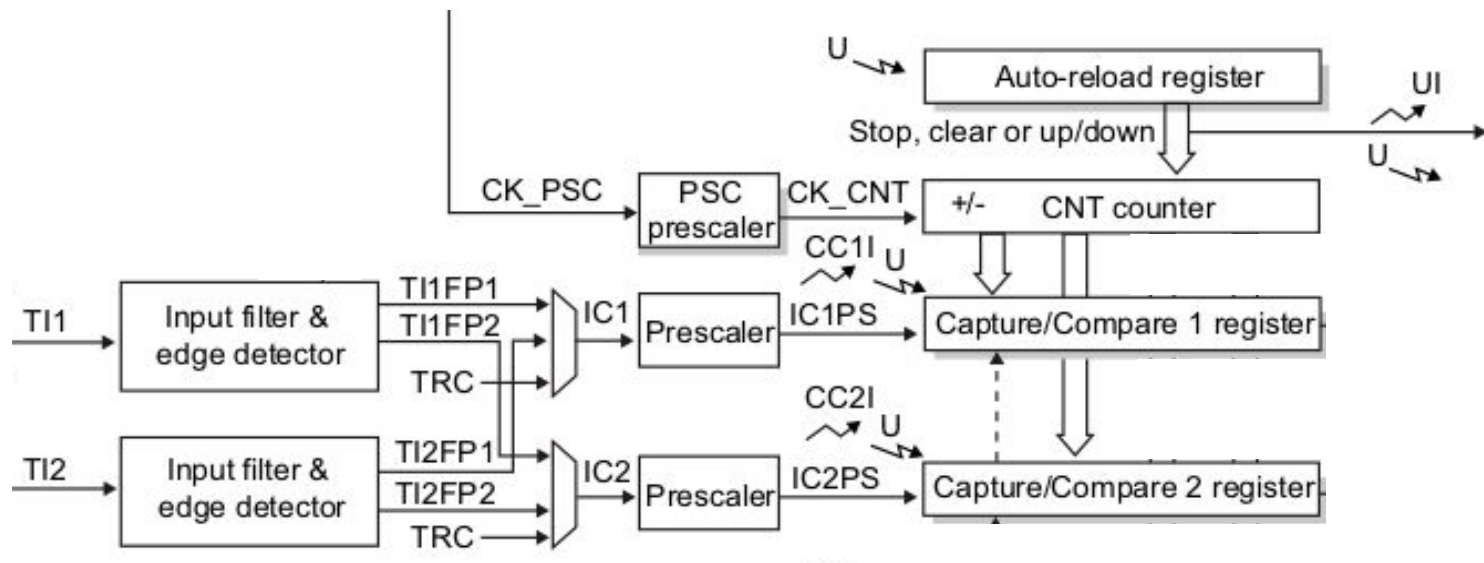 U
Auto-reload register
UI
Stop, clear or up/down
U
CK_PSC
PSC
prescaler
CK_CNT
+/- CNT counter
CC1I
U
TI1
Input filter &
edge detector
TI1FP1
TI1FP2
TRC
IC1
Prescaler
IC1PS
Capture/Compare 1 register
CC2I
U
TI2
Input filter &
edge detector
TI2FP1
TI2FP2
TRC
IC2
Prescaler
IC2PS
Capture/Compare 2 register